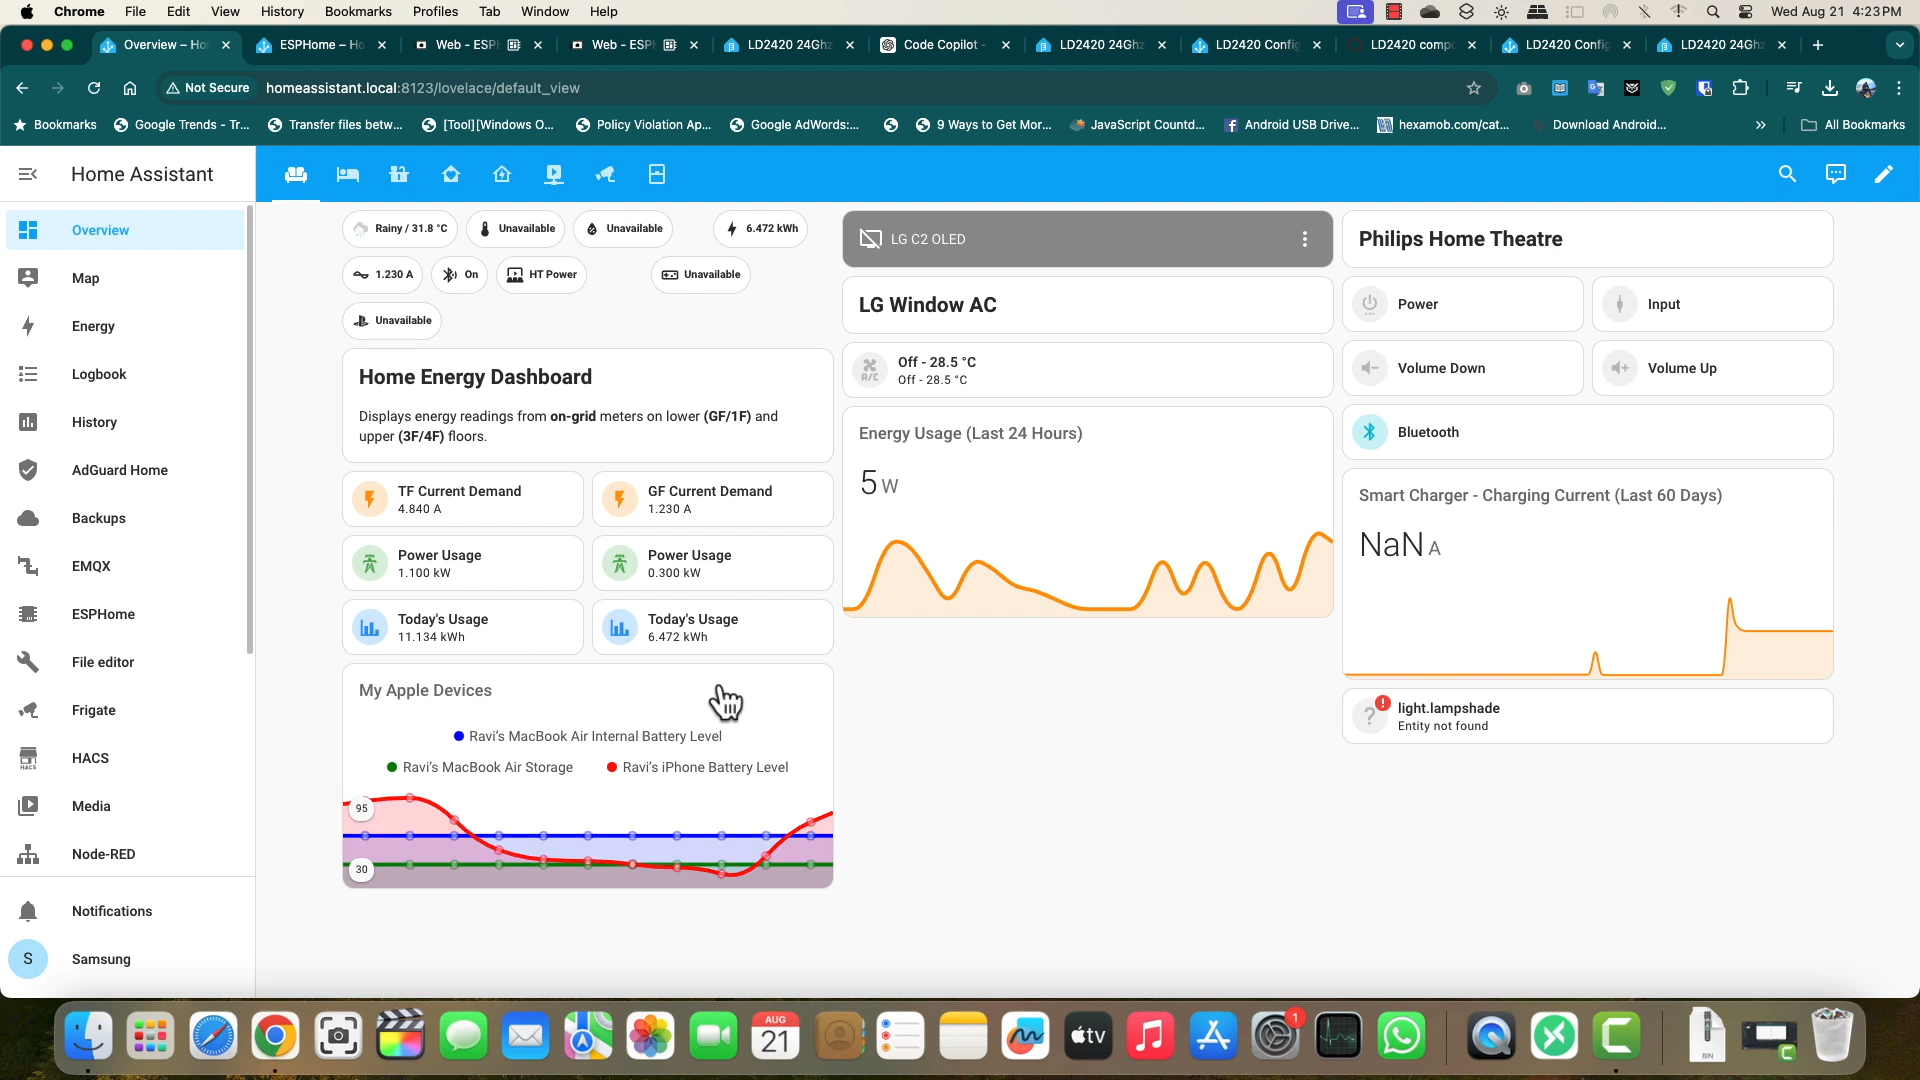 Chrome File Edit View History Bookmarks Profiles Tab Window Help Wed Aug 21 4:23 PM
Overview – Ho ESPHome – Ho Web - ESPH Web - ESPH LD2420 24Ghz Code Copilot - LD2420 24Ghz LD2420 Config LD2420 compo LD2420 Config LD2420 24Ghz
Not Secure homeassistant.local:8123/lovelace/default_view
Bookmarks Google Trends - Tr... Transfer files betw... [Tool][Windows O... Policy Violation Ap... Google AdWords:... 9 Ways to Get Mor... JavaScript Countd... Android USB Drive... hexamob.com/cat... Download Android... » All Bookmarks
Home Assistant
Overview
Map
Energy
Logbook
History
AdGuard Home
Backups
EMQX
ESPHome
File editor
Frigate
HACS
HACS
Media
Node-RED
Notifications
S Samsung
Rainy / 31.8 °C Unavailable Unavailable 6.472 kWh
1.230 A On HT Power Unavailable
Unavailable
Home Energy Dashboard
Displays energy readings from on-grid meters on lower (GF/1F) and
upper (3F/4F) floors.
TF Current Demand
4.840 A
GF Current Demand
1.230 A
Power Usage
1.100 kW
Power Usage
0.300 kW
Today's Usage
11.134 kWh
Today's Usage
6.472 kWh
My Apple Devices
Ravi's MacBook Air Internal Battery Level
Ravi's MacBook Air Storage Ravi's iPhone Battery Level
95
30
LG C2 OLED
LG Window AC
A/C
Off - 28.5 °C
Off - 28.5 °C
Energy Usage (Last 24 Hours)
5 W
Philips Home Theatre
Power Input
Volume Down Volume Up
Bluetooth
Smart Charger - Charging Current (Last 60 Days)
NaN A
light.lampshade
Entity not found
AUG
21
tv
1
BIN